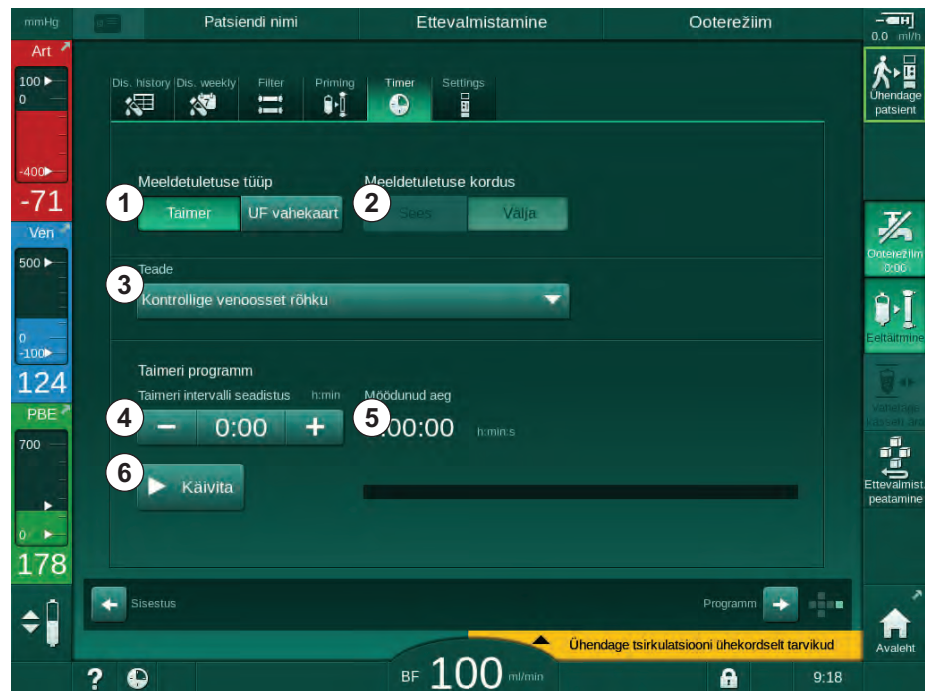 mmHg
Patsiendi nimi
Ettevalmistamine
Ooterežiim
0.0 ml/h
Art
100
0
-400
-71
Ven
500
0
-100
124
PBE
700
0
178
Dis. history
Dis. weekly
Filter
Priming
Timer
Settings
Meeldetuletuse tüüp
Meeldetuletuse kordus
1
Taimer
UF vahekaart
2
Sees
Välja
Teade
3
Kontrollige venoosset rõhku
Taimeri programm
Taimeri intervalli seadistus h:min
Möödunud aeg
4
0:00
5
:00:00 h:min:s
6
Käivita
Sisestus
Programm
Ühendage tsirkulatsiooni ühekordselt tarvikud
BF 100 ml/min
9:18
Ühendage
patsient
Ooterežiim
0:00
Eeltäitmine
Ettevalmist.
peatamine
Avaleht
?
7
H